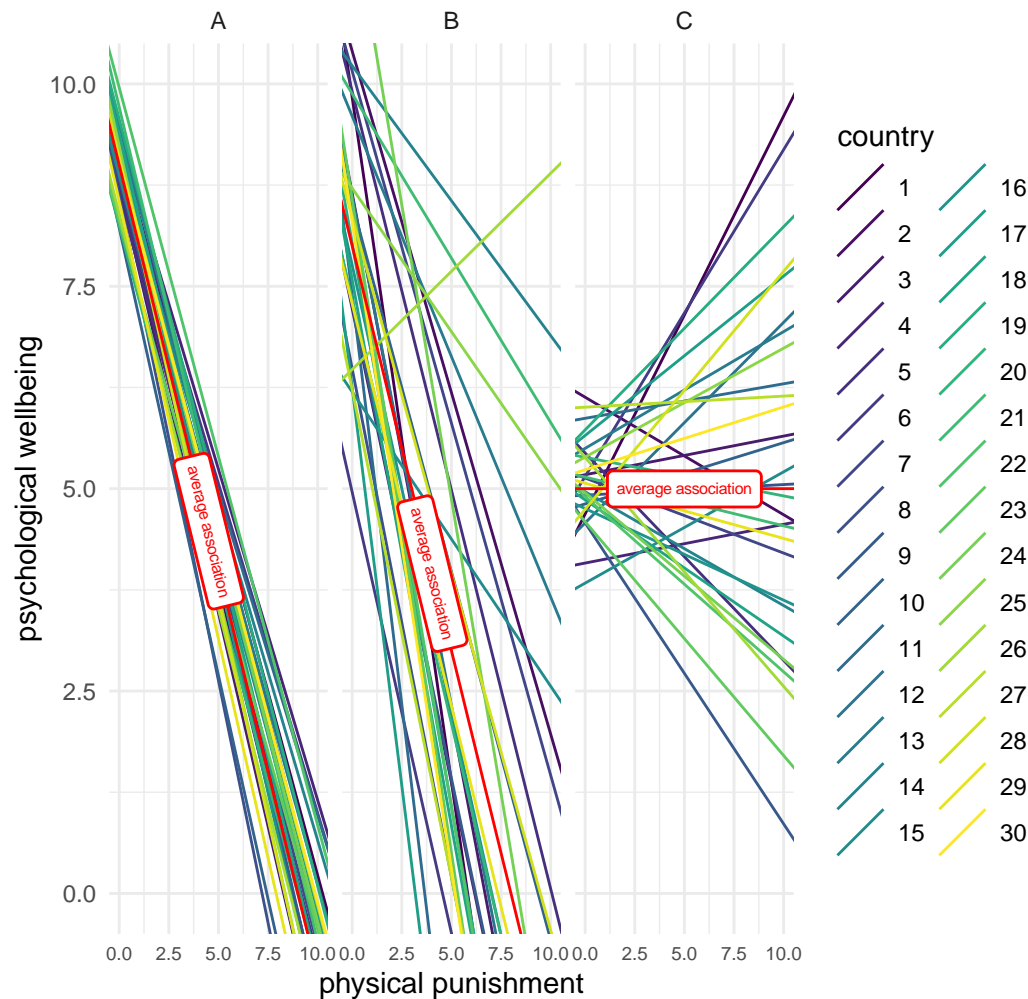 A B C
psychological wellbeing
10.0
7.5
5.0
2.5
0.0
average association
average association
average association
0.0 2.5 5.0 7.5 10.0 0.0 2.5 5.0 7.5 10.0 0.0 2.5 5.0 7.5 10.0
physical punishment
country
1 16
2 17
3 18
4 19
5 20
6 21
7 22
8 23
9 24
10 25
11 26
12 27
13 28
14 29
15 30